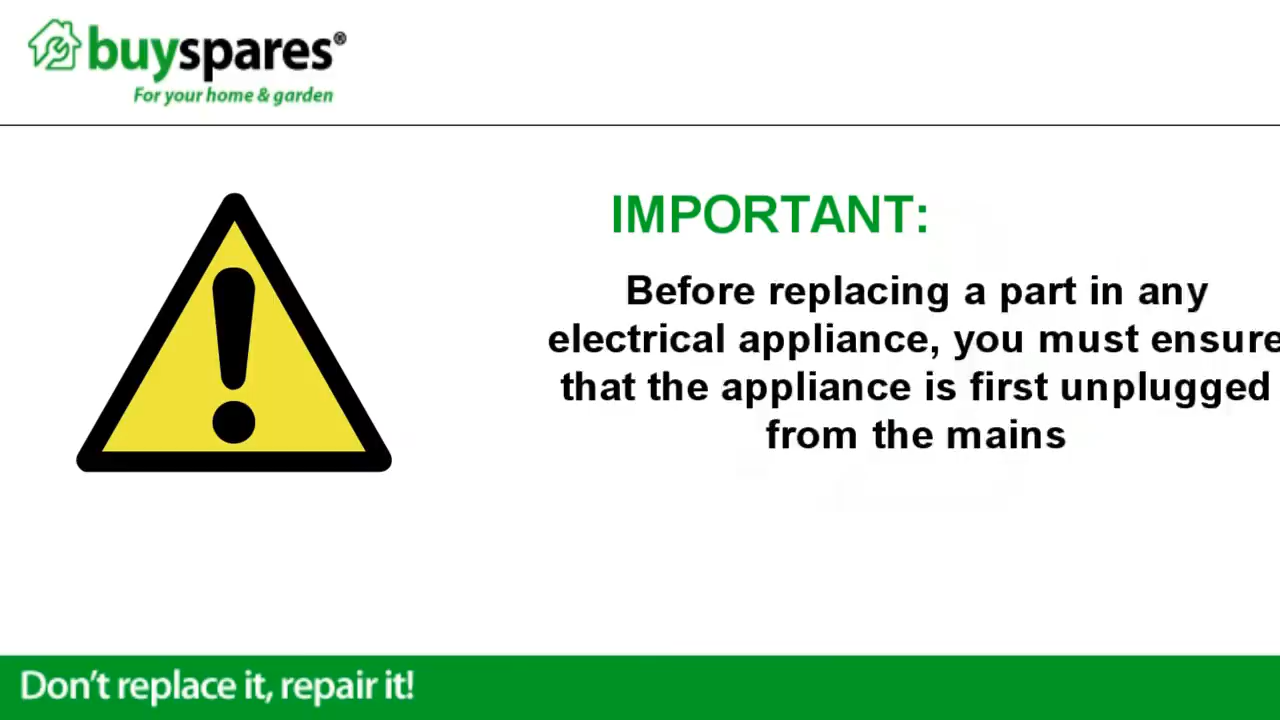 buyspares®
For your home & garden
IMPORTANT:
Before replacing a part in any
electrical appliance, you must ensure
that the appliance is first unplugged
from the mains
Don't replace it, repair it!